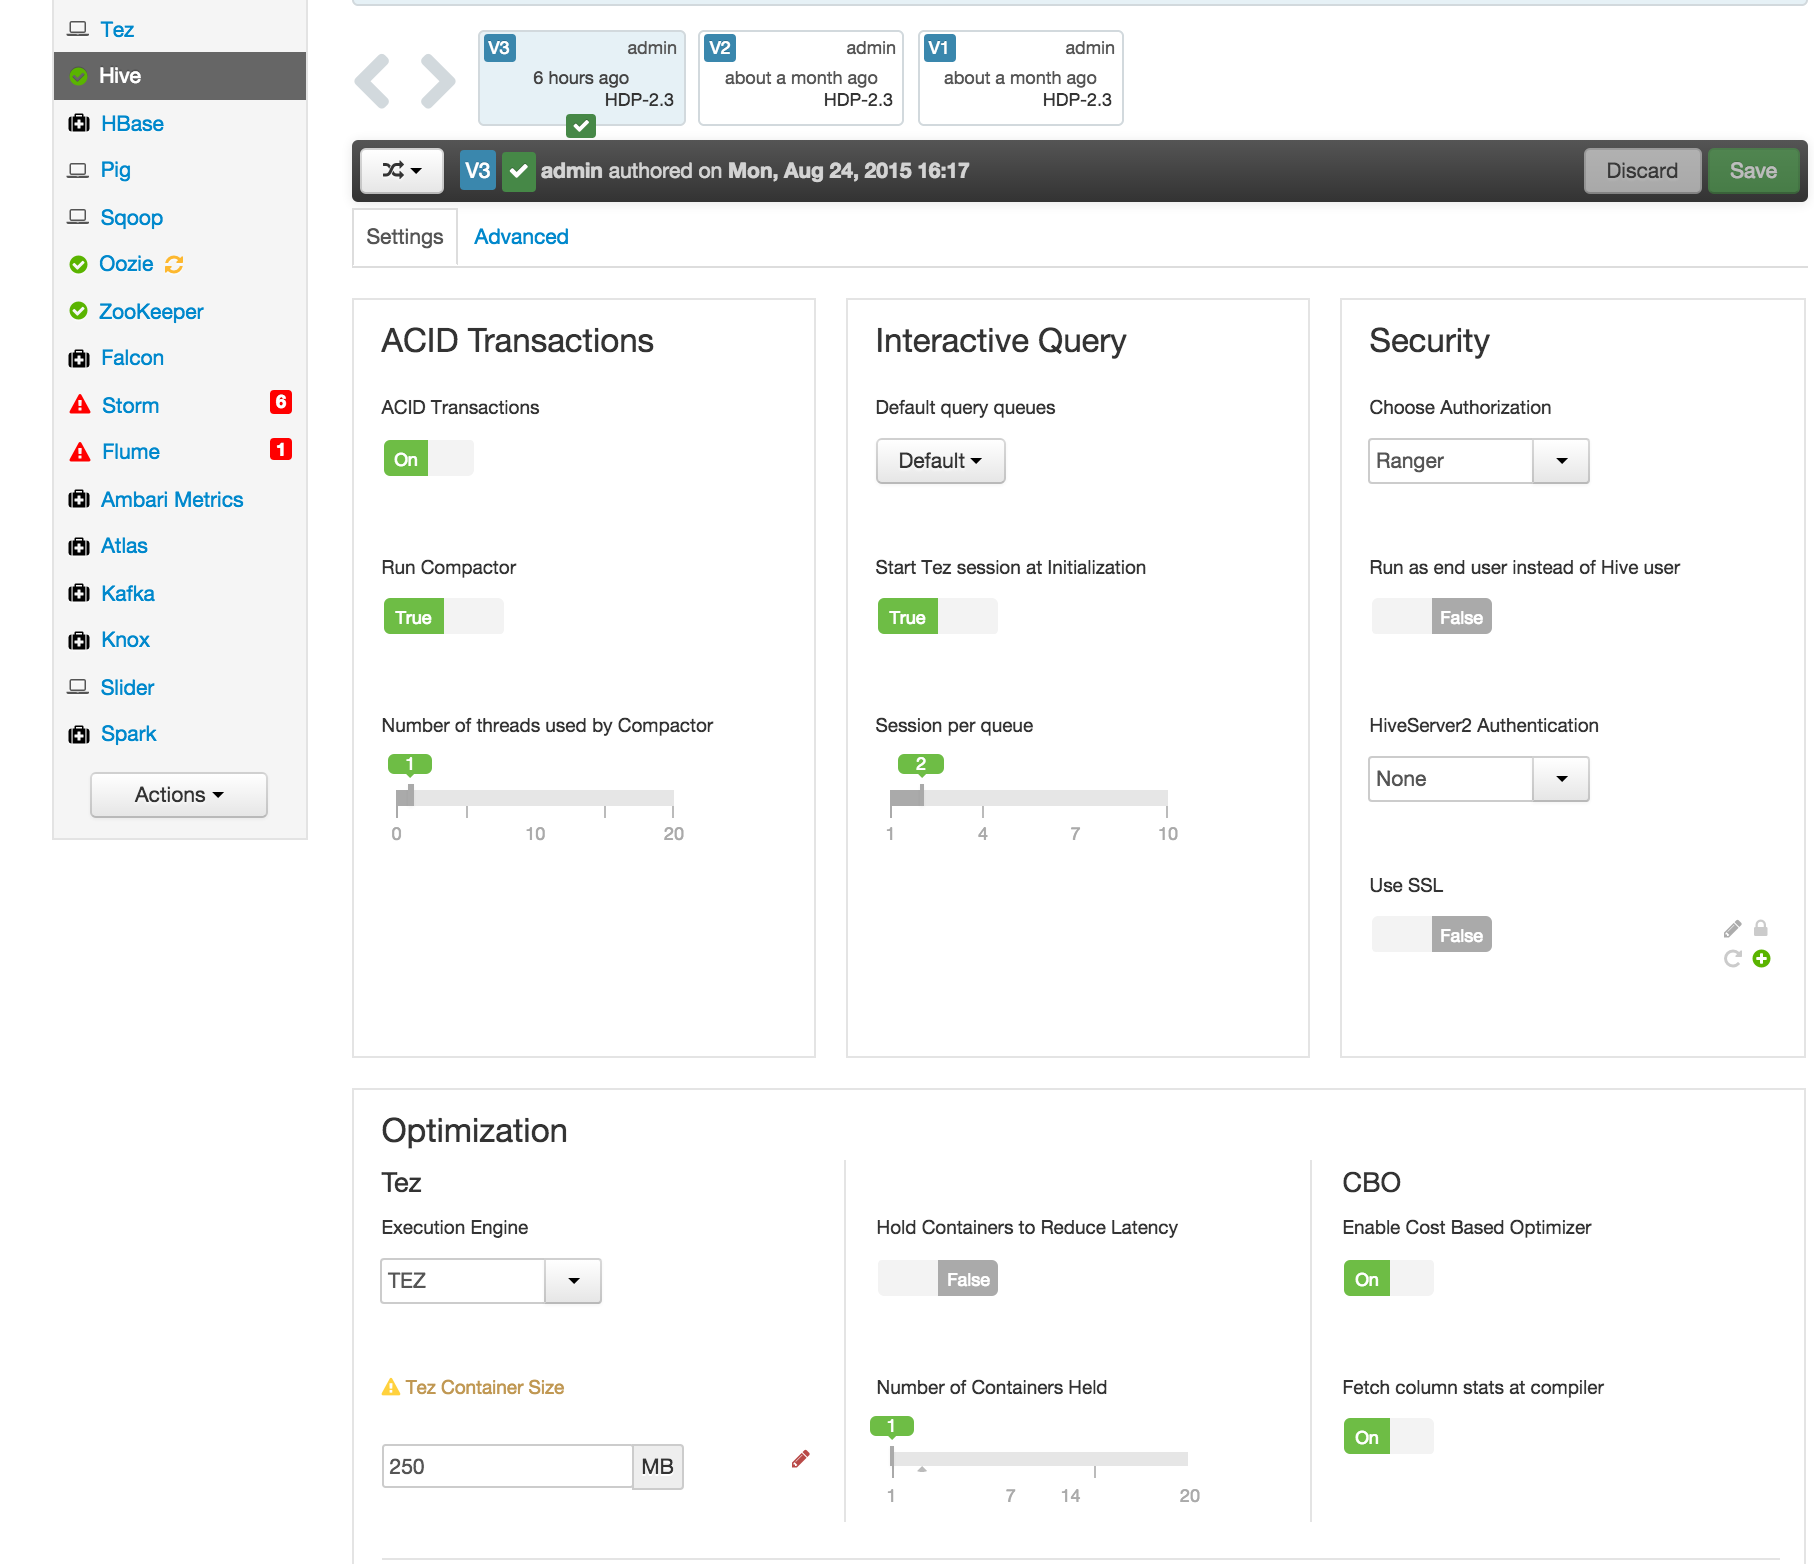 Tez
Hive
HBase
Pig
Sqoop
Oozie
ZooKeeper
Falcon
Storm 6
Flume 1
Ambari Metrics
Atlas
Kafka
Knox
Slider
Spark
Actions
V3 admin
6 hours ago
HDP-2.3
V2 admin
about a month ago
HDP-2.3
V1 admin
about a month ago
HDP-2.3
V3 admin authored on Mon, Aug 24, 2015 16:17
Discard Save
Settings Advanced
ACID Transactions
ACID Transactions
On
Run Compactor
True
Number of threads used by Compactor
1
0 10 20
Interactive Query
Default query queues
Default
Start Tez session at Initialization
True
Session per queue
2
1 4 7 10
Security
Choose Authorization
Ranger
Run as end user instead of Hive user
False
HiveServer2 Authentication
None
Use SSL
False
Optimization
Tez
Execution Engine
TEZ
Tez Container Size
250 MB
Hold Containers to Reduce Latency
False
Number of Containers Held
1
1 7 14 20
CBO
Enable Cost Based Optimizer
On
Fetch column stats at compiler
On